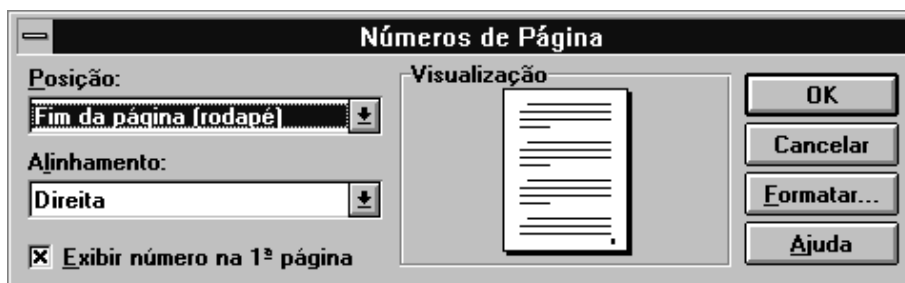 Números de Página
Posição:
Fim da página (rodapé)
Alinhamento:
Direita
Exibir número na 1ª página
Visualização
OK
Cancelar
Formatar...
Ajuda